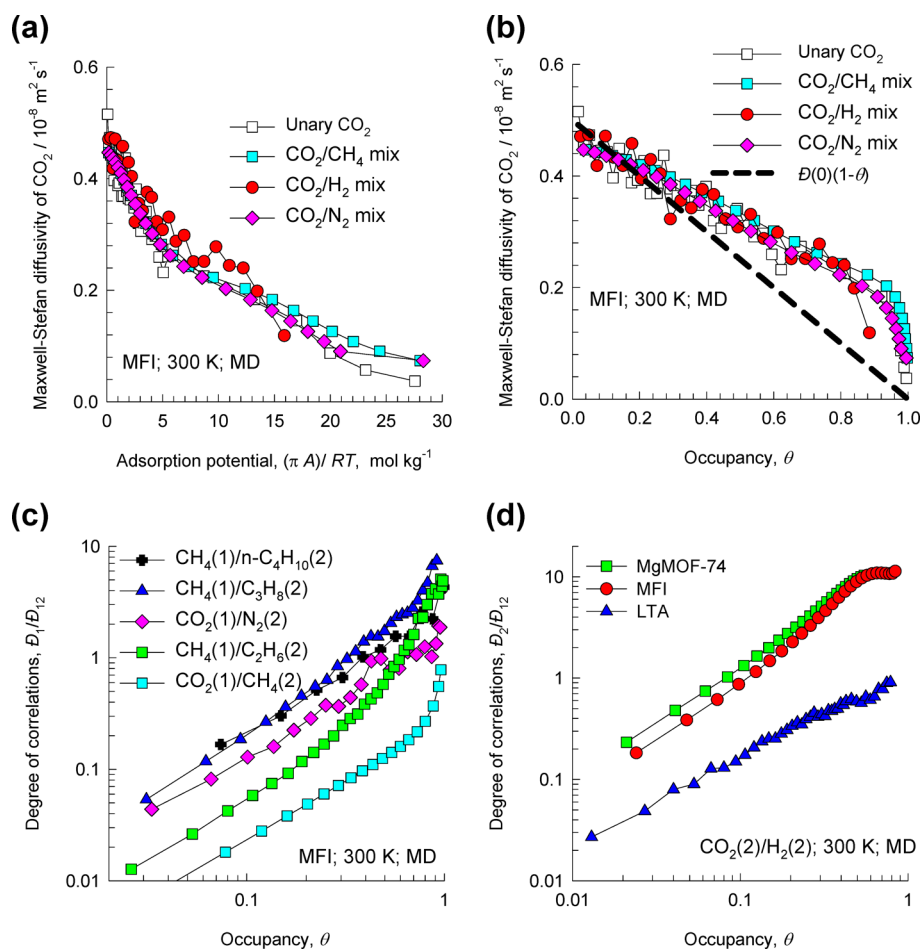 (a)
Maxwell-Stefan diffusivity of CO2 / 10^-8 m^2 s^-1
0.6
0.4
0.2
0.0
Unary CO2
CO2/CH4 mix
CO2/H2 mix
CO2/N2 mix
MFI; 300 K; MD
0 5 10 15 20 25 30
Adsorption potential, (π A)/ RT, mol kg^-1
(b)
Maxwell-Stefan diffusivity of CO2 / 10^-8 m^2 s^-1
0.6
0.4
0.2
0.0
Unary CO2
CO2/CH4 mix
CO2/H2 mix
CO2/N2 mix
Đ(0)(1-θ)
MFI; 300 K; MD
0.0 0.2 0.4 0.6 0.8 1.0
Occupancy, θ
(c)
Degree of correlations, Đ1/Đ12
10
1
0.1
0.01
CH4(1)/n-C4H10(2)
CH4(1)/C3H8(2)
CO2(1)/N2(2)
CH4(1)/C2H6(2)
CO2(1)/CH4(2)
MFI; 300 K; MD
0.1 1
Occupancy, θ
(d)
Degree of correlations, Đ2/Đ12
10
1
0.1
0.01
MgMOF-74
MFI
LTA
CO2(2)/H2(2); 300 K; MD
0.01 0.1 1
Occupancy, θ